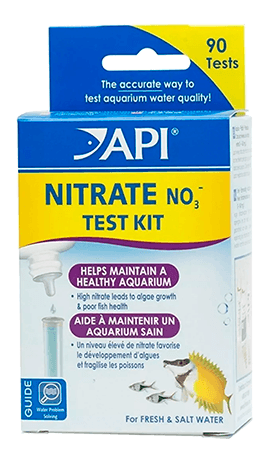 90
Tests
The accurate way to
test aquarium water quality!
API®
NITRATE NO₃⁻
TEST KIT
HELPS MAINTAIN A
HEALTHY AQUARIUM
• High nitrate leads to algae growth
& poor fish health
AIDE À MAINTENIR UN
AQUARIUM SAIN
• Un niveau élevé de nitrate favorise
le développement d'algues
et fragilise les poissons
GUIDE
Water Problem
Solving
For FRESH & SALT WATER